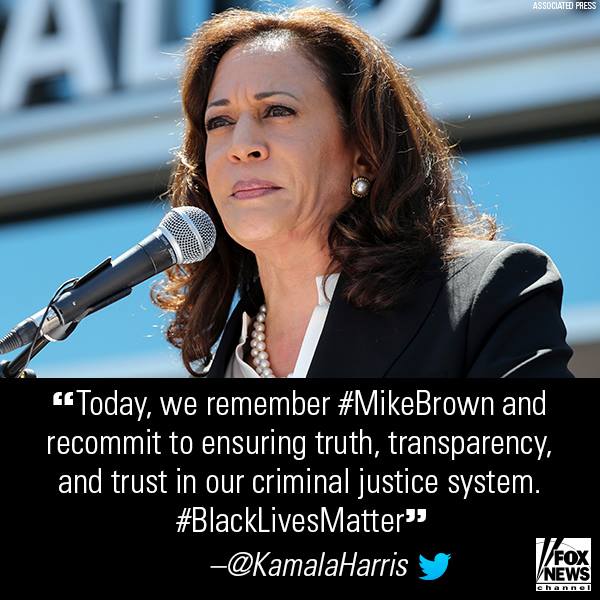 ASSOCIATED PRESS
“Today, we remember #MikeBrown and
recommit to ensuring truth, transparency,
and trust in our criminal justice system.
#BlackLivesMatter”
–@KamalaHarris
FOX
NEWS
channel